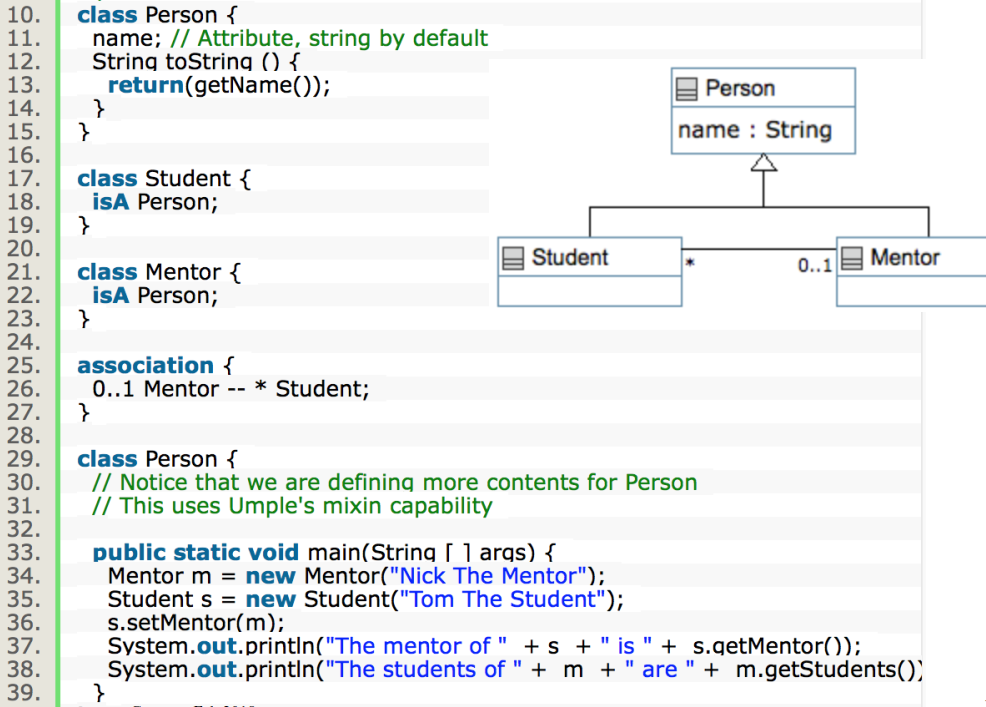 10. class Person {
11. name; // Attribute, string by default
12. String toString () {
13. return(getName());
14. }
15. }
16.
17. class Student {
18. isA Person;
19. }
20.
21. class Mentor {
22. isA Person;
23. }
24.
25. association {
26. 0..1 Mentor -- * Student;
27. }
28.
29. class Person {
30. // Notice that we are defining more contents for Person
31. // This uses Umple's mixin capability
32.
33. public static void main(String [ ] args) {
34. Mentor m = new Mentor("Nick The Mentor");
35. Student s = new Student("Tom The Student");
36. s.setMentor(m);
37. System.out.println("The mentor of " + s + " is " + s.getMentor());
38. System.out.println("The students of " + m + " are " + m.getStudents())
39. }
Person
name : String
Student
* 0..1
Mentor